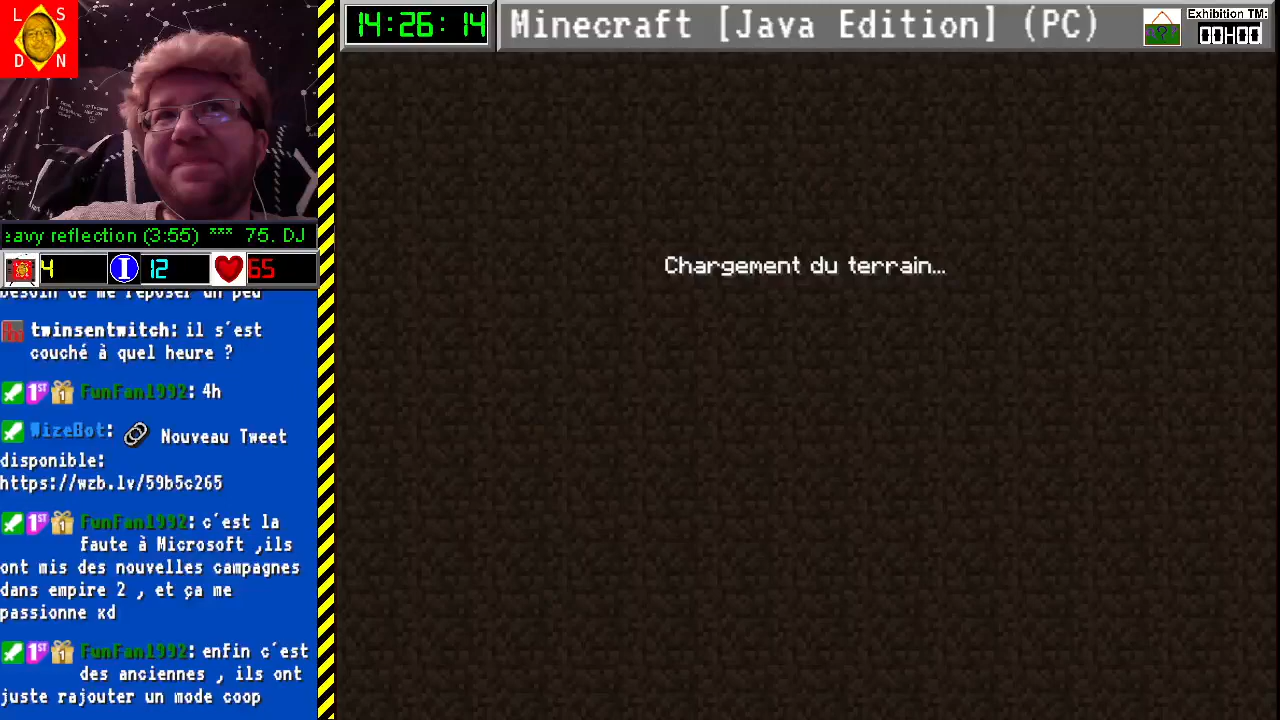 L S
D N
14:26:14
Minecraft [Java Edition] (PC)
Exhibition TM:
00H00
eavy reflection (3:55) *** 75. DJ
4 I 12 65
besoin de me reposer un peu
twinsentwitch: il s'est
couché à quel heure ?
1ST 1 FunFan1992: 4h
WizeBot: Nouveau Tweet
disponible:
https://wzb.lv/59b5c265
1ST 1 FunFan1992: c'est la
faute à Microsoft ,ils
ont mis des nouvelles campagnes
dans empire 2 , et ça me
passionne xd
1ST 1 FunFan1992: enfin c'est
des anciennes , ils ont
juste rajouter un mode coop
Chargement du terrain...